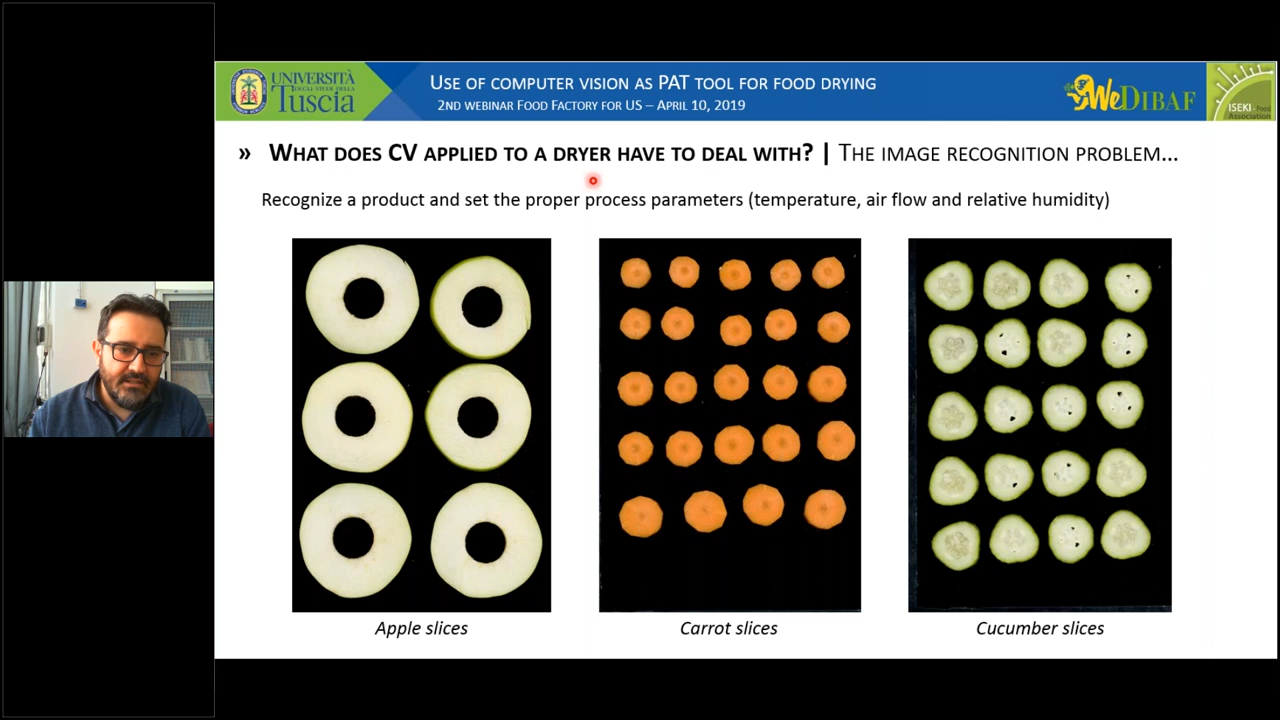 UNIVERSITÀ
DEGLI STUDI DELLA
TUSCIA
USE OF COMPUTER VISION AS PAT TOOL FOR FOOD DRYING
2ND WEBINAR FOOD FACTORY FOR US – APRIL 10, 2019
WeDIBAF
ISEKI-Food
Association
» WHAT DOES CV APPLIED TO A DRYER HAVE TO DEAL WITH? | THE IMAGE RECOGNITION PROBLEM...
Recognize a product and set the proper process parameters (temperature, air flow and relative humidity)
Apple slices
Carrot slices
Cucumber slices